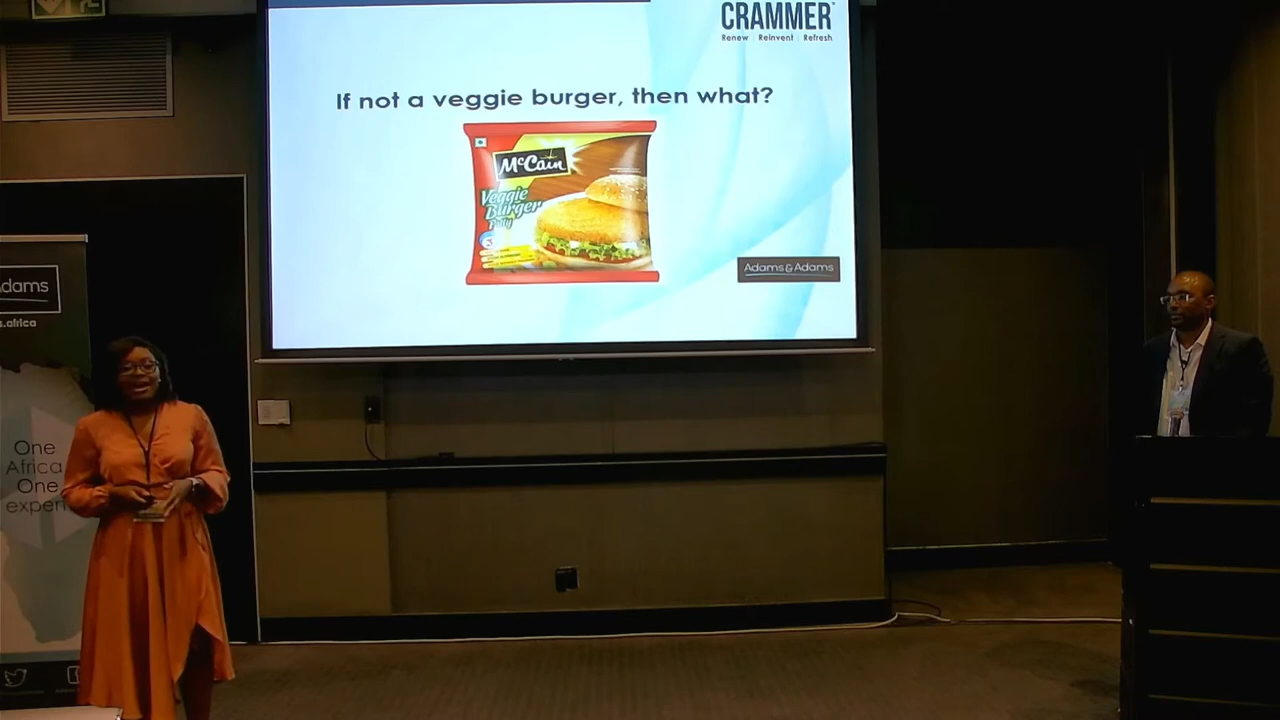 CRAMMER
Renew Reinvent Refresh
If not a veggie burger, then what?
McCain
Veggie
Burger
Patty
Adams & Adams
Adams
s.africa
One
Africa
One